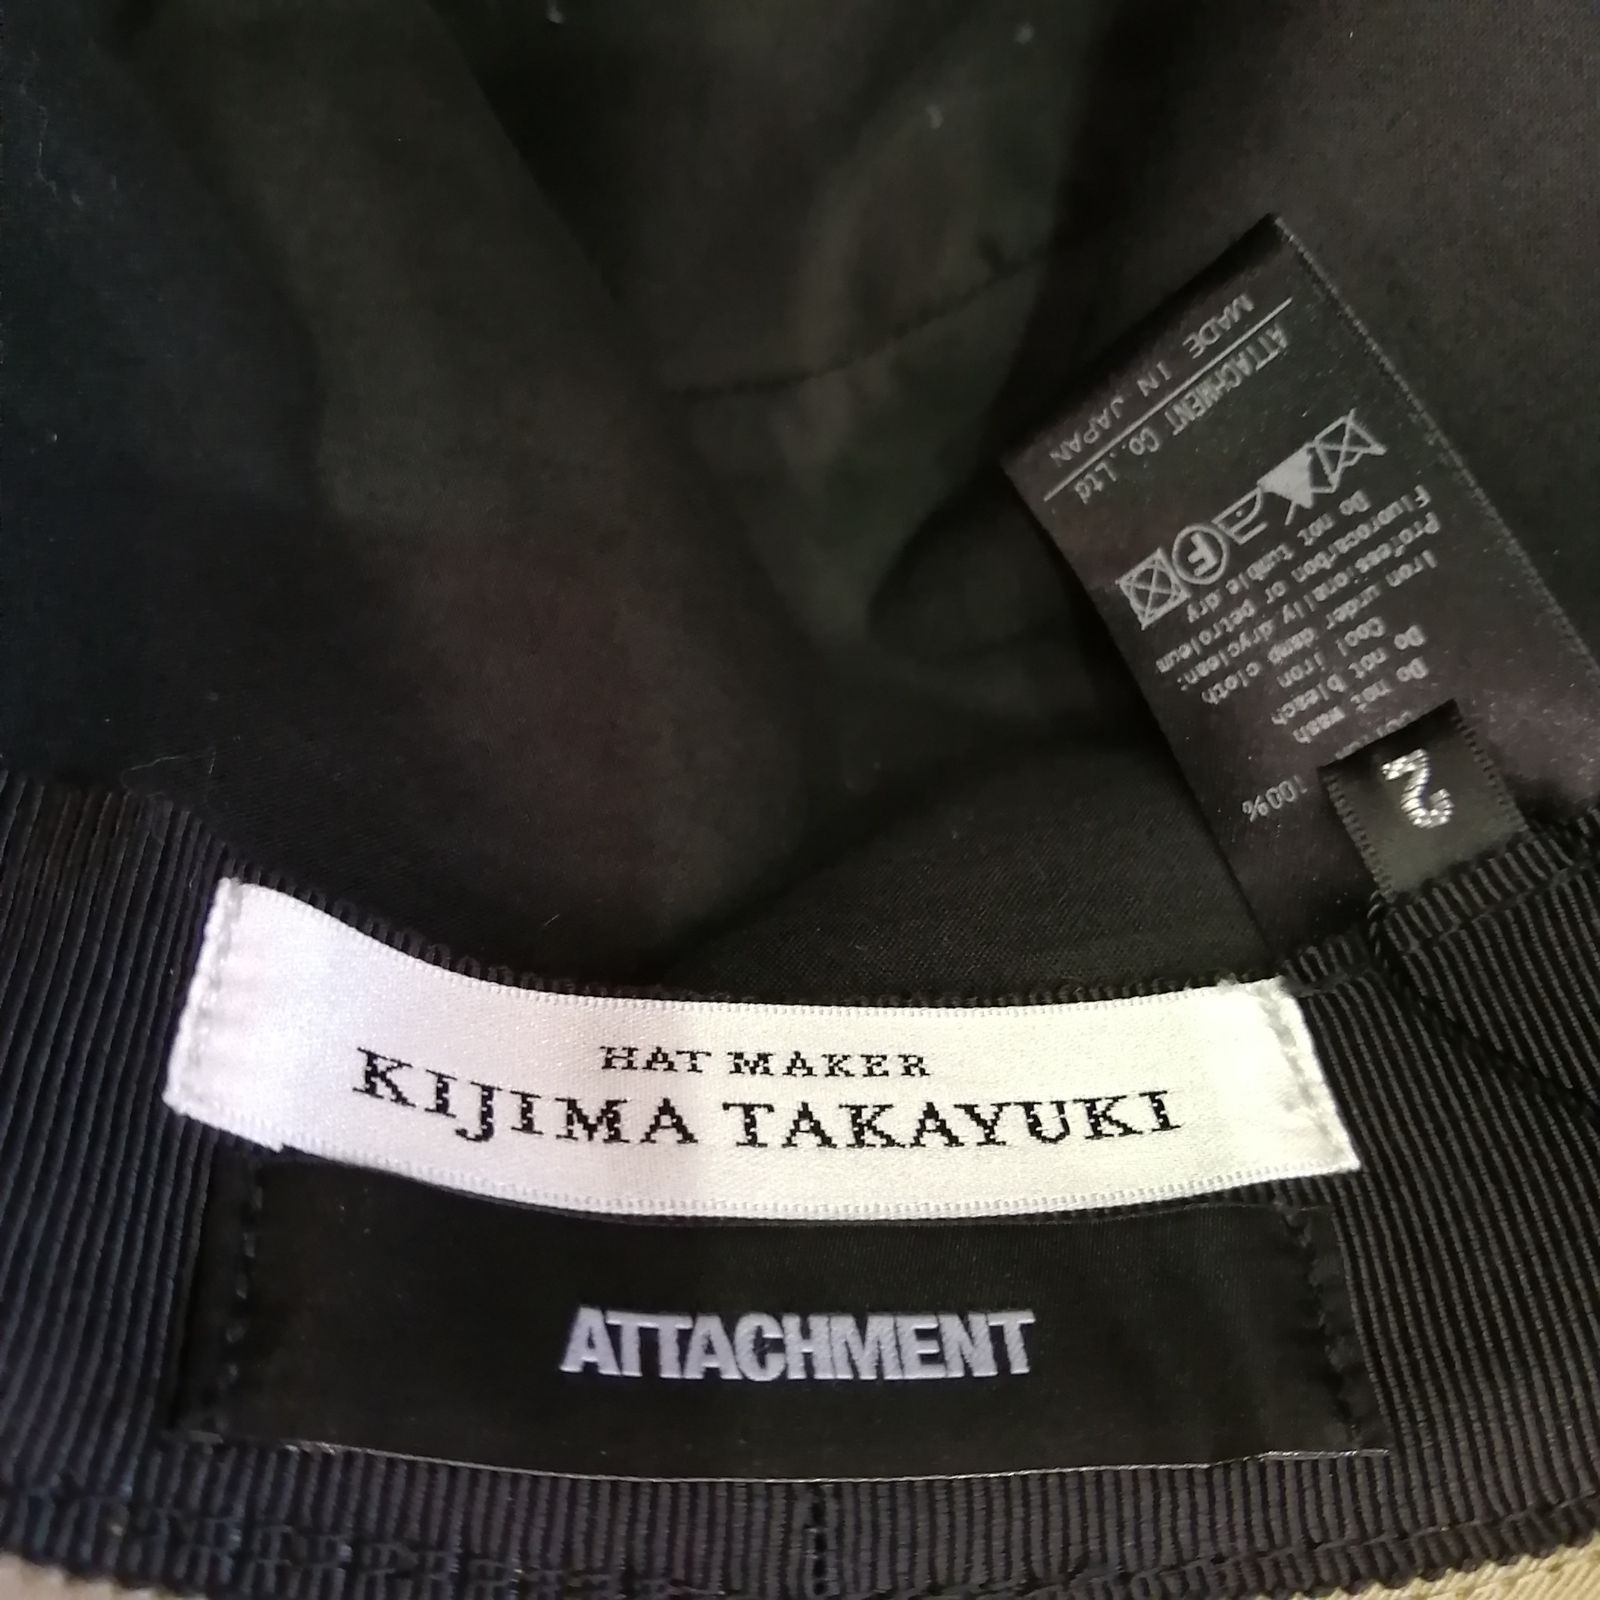 HAT MAKER
KIJIMA TAKAYUKI
ATTACHMENT
2
100%
Do not wash
Do not bleach
Cool iron
Iron under damp cloth
Professionally dryclean:
Fluorocarbon or petroleum
Do not tumble dry
F
ATTACHMENT Co.,Ltd
MADE IN JAPAN